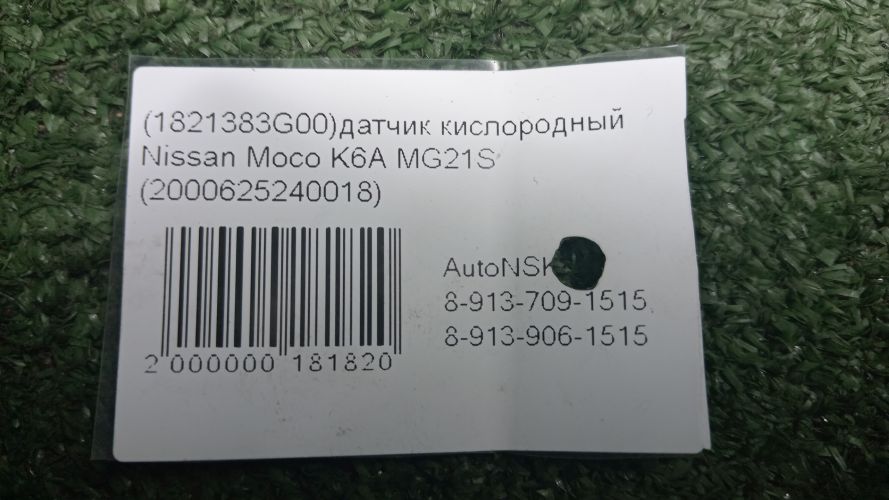 (1821383G00)датчик кислородный
Nissan Moco K6A MG21S
(2000625240018)
AutoNSK
8-913-709-1515
8-913-906-1515
2 000000 181820